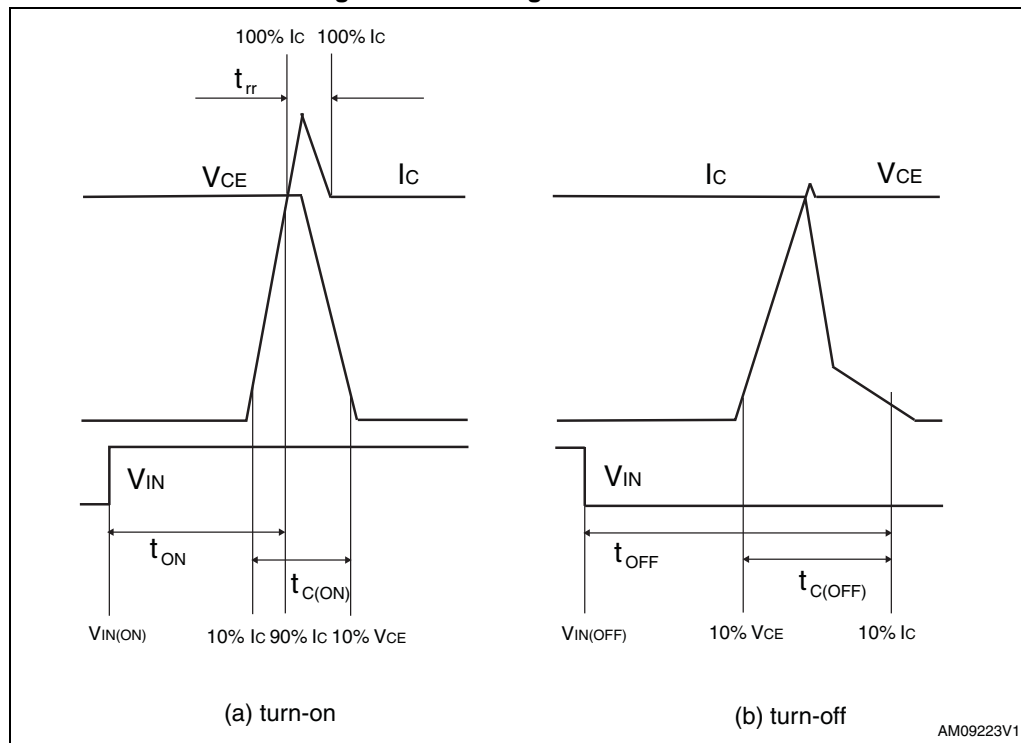 100% IC 100% IC
trr
VCE IC
IC VCE
VIN
VIN
tON
tOFF
tC(ON)
tC(OFF)
VIN(ON) 10% IC 90% IC 10% VCE
VIN(OFF) 10% VCE 10% IC
(a) turn-on
(b) turn-off
AM09223V1